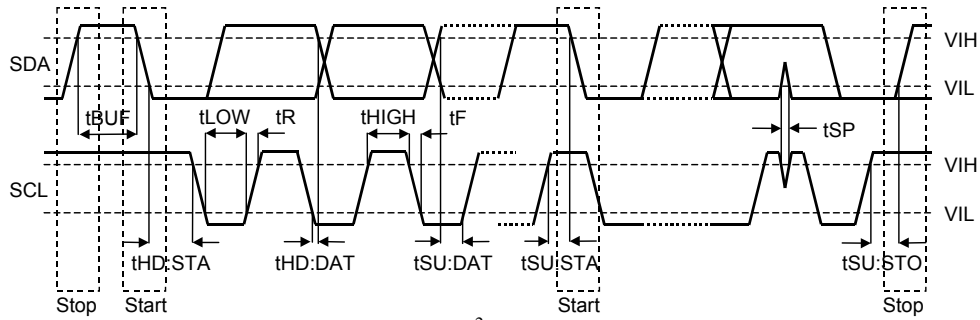 SDA
VIH
VIL
tBUF
tLOW
tR
tHIGH
tF
tSP
SCL
VIH
VIL
tHD:STA
tHD:DAT
tSU:DAT
tSU:STA
tSU:STO
Stop
Start
Start
Stop